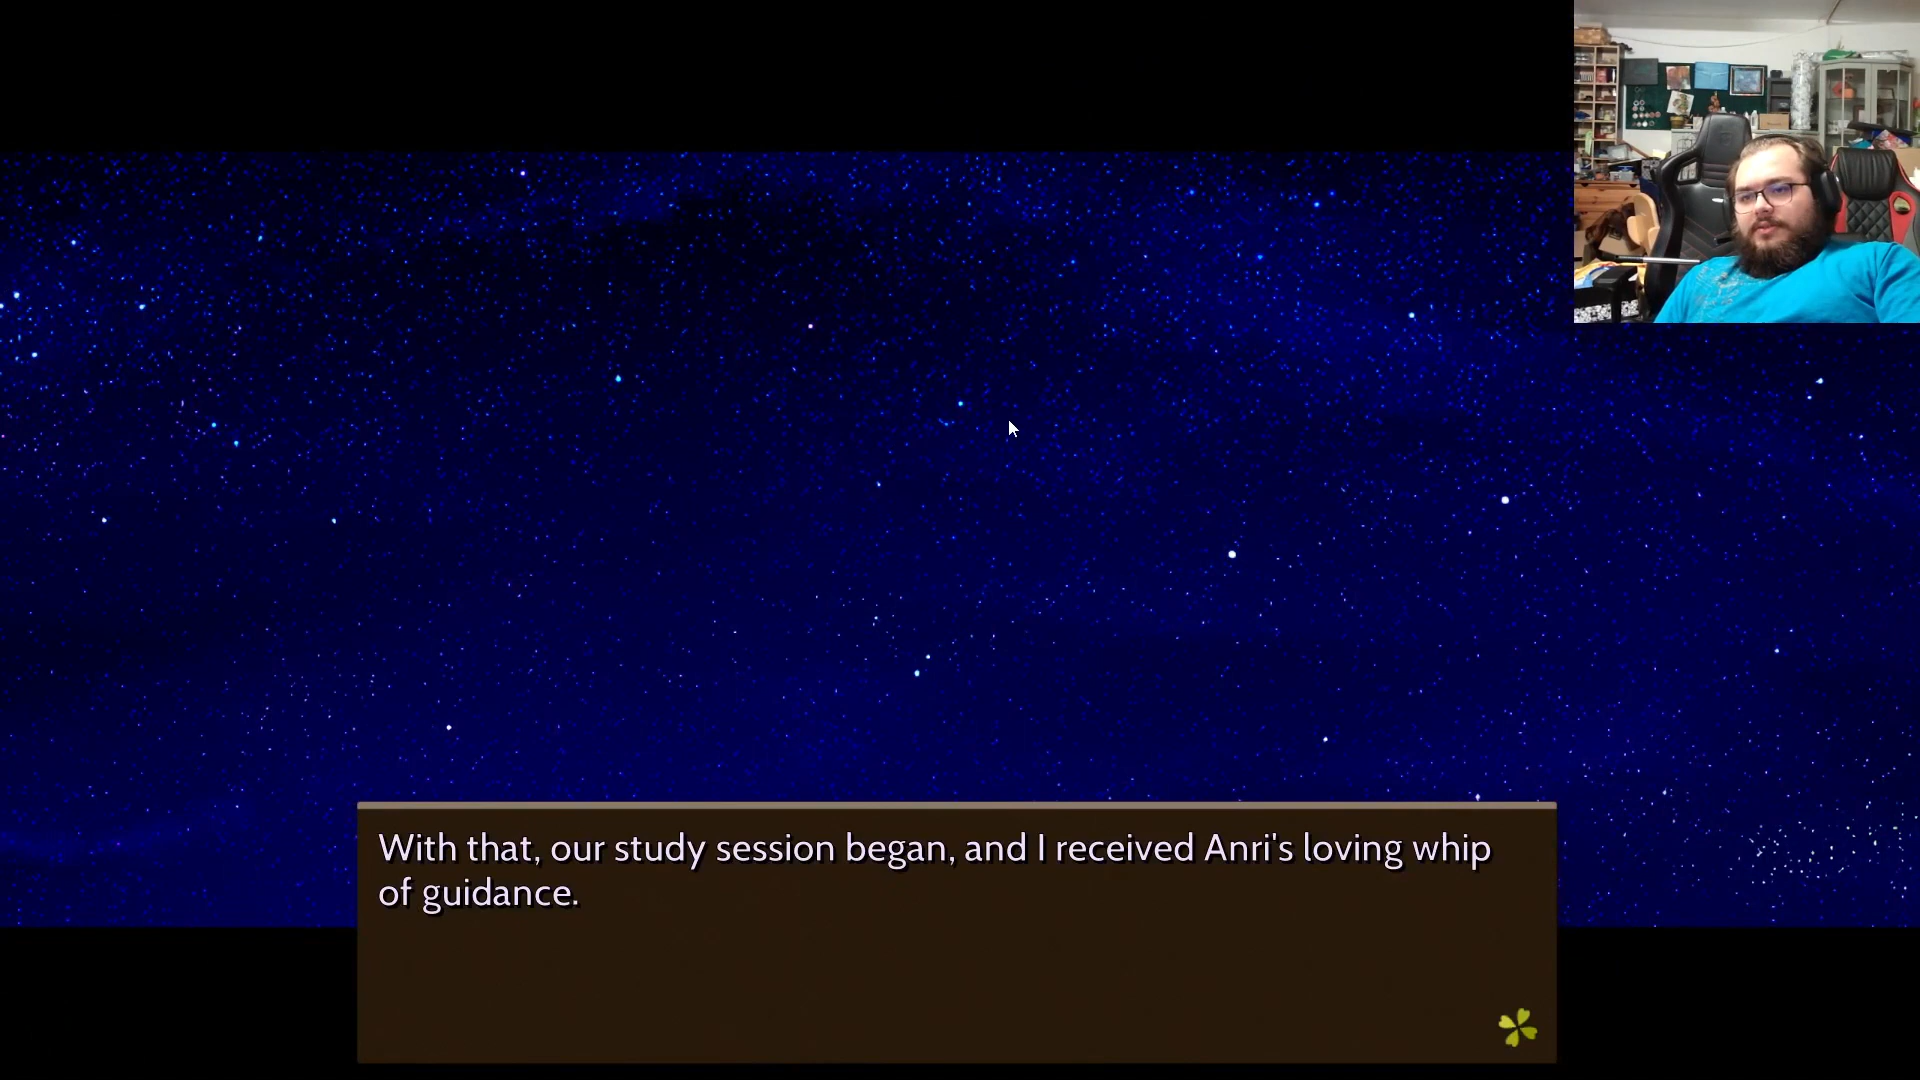 With that, our study session began, and I received Anri's loving whip
of guidance.